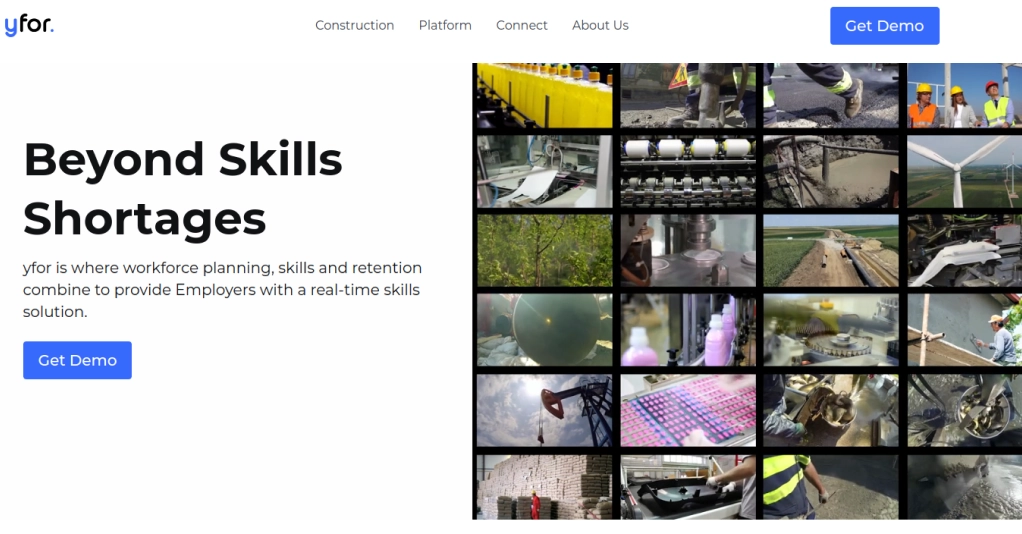 yfor.
Construction Platform Connect About Us
Get Demo
Beyond Skills
Shortages
yfor is where workforce planning, skills and retention
combine to provide Employers with a real-time skills
solution.
Get Demo